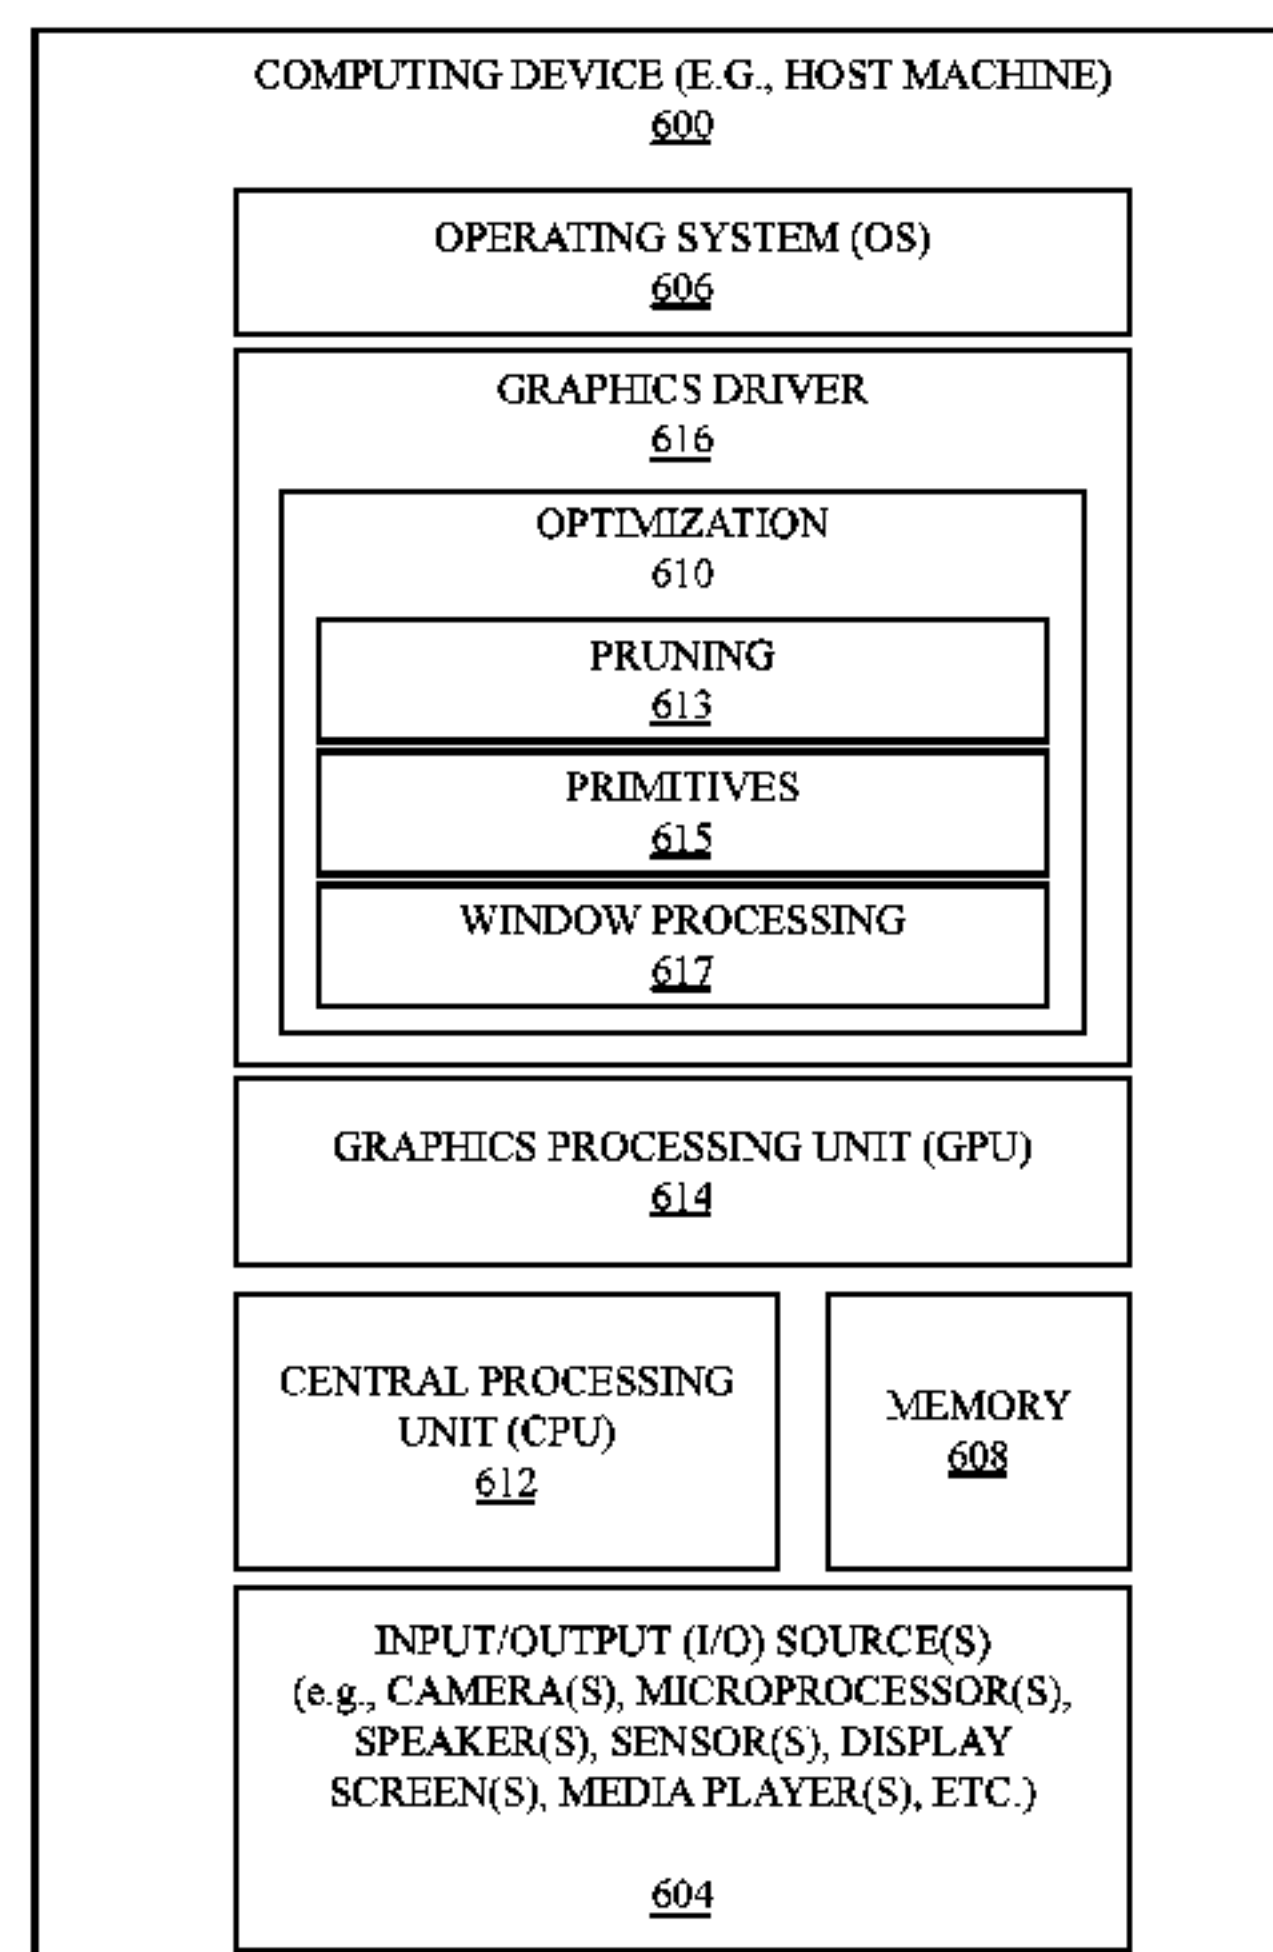 COMPUTING DEVICE (E.G., HOST MACHINE)
600
OPERATING SYSTEM (OS)
606
GRAPHICS DRIVER
616
OPTIMIZATION
610
PRUNING
613
PRIMITIVES
615
WINDOW PROCESSING
617
GRAPHICS PROCESSING UNIT (GPU)
614
CENTRAL PROCESSING
UNIT (CPU)
612
MEMORY
608
INPUT/OUTPUT (I/O) SOURCE(S)
(e.g., CAMERA(S), MICROPROCESSOR(S),
SPEAKER(S), SENSOR(S), DISPLAY
SCREEN(S), MEDIA PLAYER(S), ETC.)
604